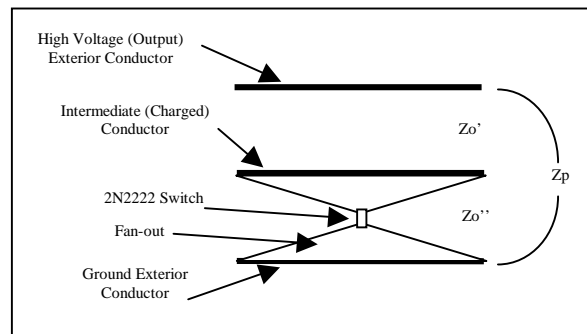 High Voltage (Output)
Exterior Conductor
Zo'
Intermediate (Charged)
Conductor
Zp
2N2222 Switch
Zo''
Fan-out
Ground Exterior
Conductor